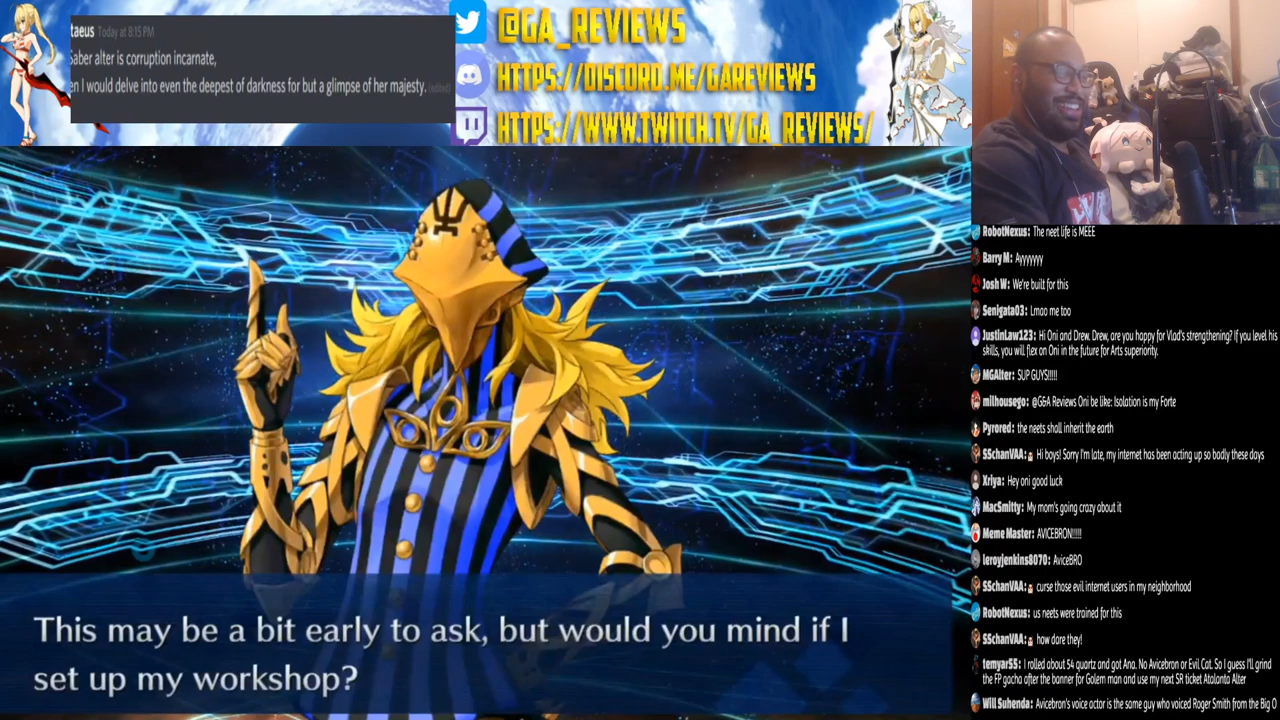 taeus Today at 8:15 PM
Saber alter is corruption incarnate,
en I would delve into even the deepest of darkness for but a glimpse of her majesty. (edited)
@GA_REVIEWS
HTTPS://DISCORD.ME/GAREVIEWS
HTTPS://WWW.TWITCH.TV/GA_REVIEWS/
This may be a bit early to ask, but would you mind if I
set up my workshop?
RobotNexus: The neet life is MEEE
Barry M: Ayyyyyyy
Josh W: We're built for this
Senigata03: Lmao me too
JustinLaw123: Hi Oni and Drew. Drew, are you happy for Vlad's strengthening? If you level his
skills, you will flex on Oni in the future for Arts superiority.
MGAlter: SUP GUYS!!!!!
milhousego: @G&A Reviews Oni be like: Isolation is my Forte
Pyrored: the neets shall inherit the earth
SSchanVAA: Hi boys! Sorry I'm late, my internet has been acting up so badly these days
Xriya: Hey oni good luck
MacSmitty: My mom's going crazy about it
Meme Master: AVICEBRON!!!!!
leroyjenkins8070: AviceBRO
SSchanVAA: curse those evil internet users in my neighborhood
RobotNexus: us neets were trained for this
SSchanVAA: how dare they!
temyar55: I rolled about 54 quartz and got Ana. No Avicebron or Evil Cat. So I guess I'll grind
the FP gacha after the banner for Golem man and use my next SR ticket Atalanta Alter
Will Suhenda: Avicebron's voice actor is the same guy who voiced Roger Smith from the Big O